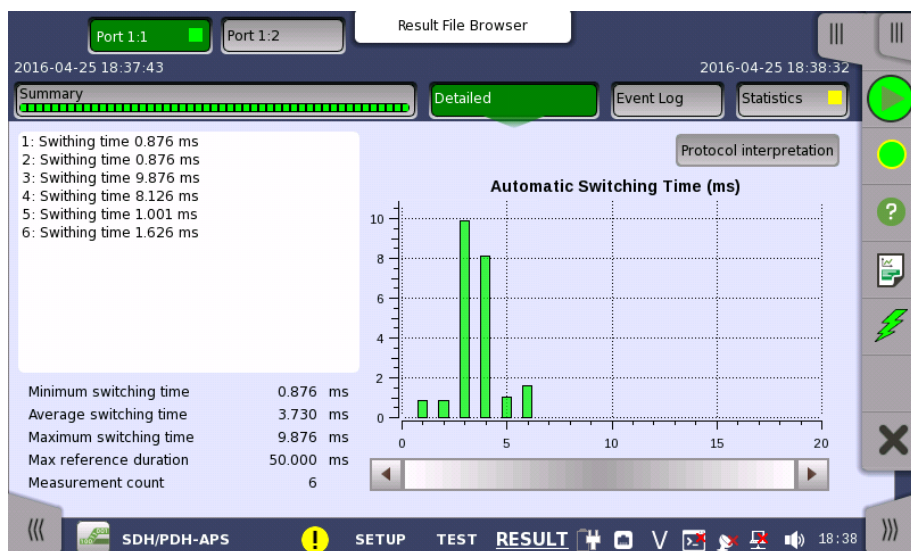 Result File Browser
Port 1:1
Port 1:2
2016-04-25 18:37:43
2016-04-25 18:38:32
Summary
Detailed
Event Log
Statistics
1: Swithing time 0.876 ms
2: Swithing time 0.876 ms
3: Swithing time 9.876 ms
4: Swithing time 8.126 ms
5: Swithing time 1.001 ms
6: Swithing time 1.626 ms
Protocol interpretation
Automatic Switching Time (ms)
10
8
6
4
2
0
0 5 10 15 20
Minimum switching time 0.876 ms
Average switching time 3.730 ms
Maximum switching time 9.876 ms
Max reference duration 50.000 ms
Measurement count 6
SDH/PDH-APS
SETUP TEST RESULT V 18:38